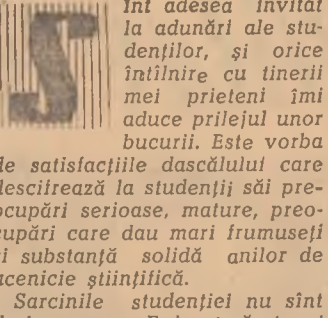 S
înt adesea invitat
la adunări ale stu-
denților, și orice
întîlnire cu tinerii
mei prieteni îmi
aduce prilejul unor
bucurii. Este vorba
de satisfacțiile dascălului care
descifrează la studenții săi pre-
ocupări serioase, mature, preo-
cupări care dau mari frumuseți
și substanță solidă anilor de
ucenicie științifică.
Sarcinile studenției nu sînt